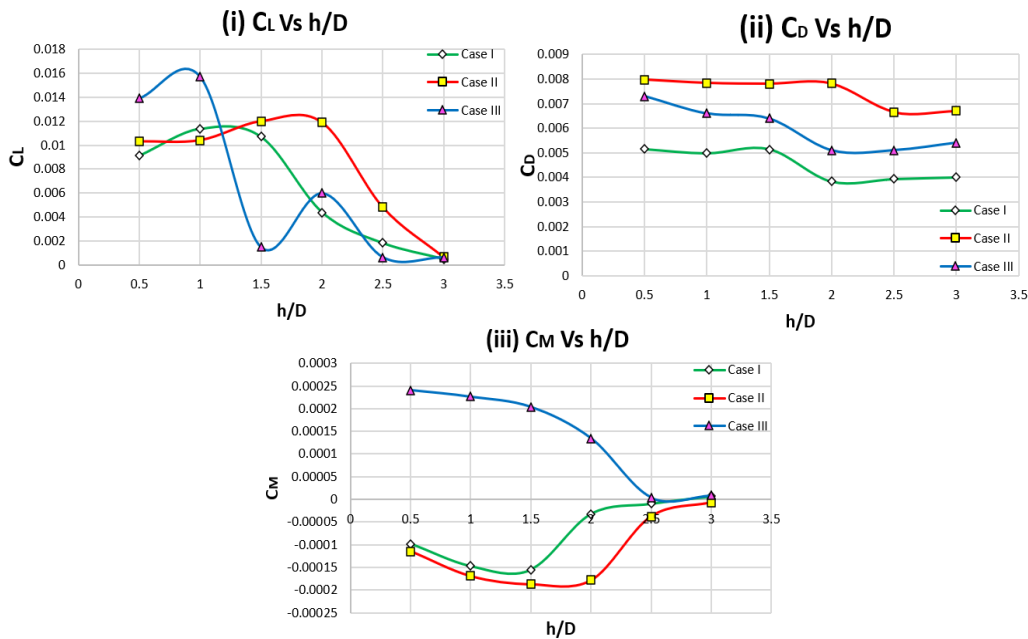 (i) CL Vs h/D
0.018
0.016
0.014
0.012
0.01
0.008
0.006
0.004
0.002
0
CL
0 0.5 1 1.5 2 2.5 3 3.5
h/D
Case I
Case II
Case III
(ii) CD Vs h/D
0.009
0.008
0.007
0.006
0.005
0.004
0.003
0.002
0.001
0
CD
0 0.5 1 1.5 2 2.5 3 3.5
h/D
Case I
Case II
Case III
(iii) CM Vs h/D
0.0003
0.00025
0.0002
0.00015
0.0001
0.00005
0
-0.00005
-0.0001
-0.00015
-0.0002
-0.00025
CM
0 0.5 1 1.5 2 2.5 3 3.5
h/D
Case I
Case II
Case III